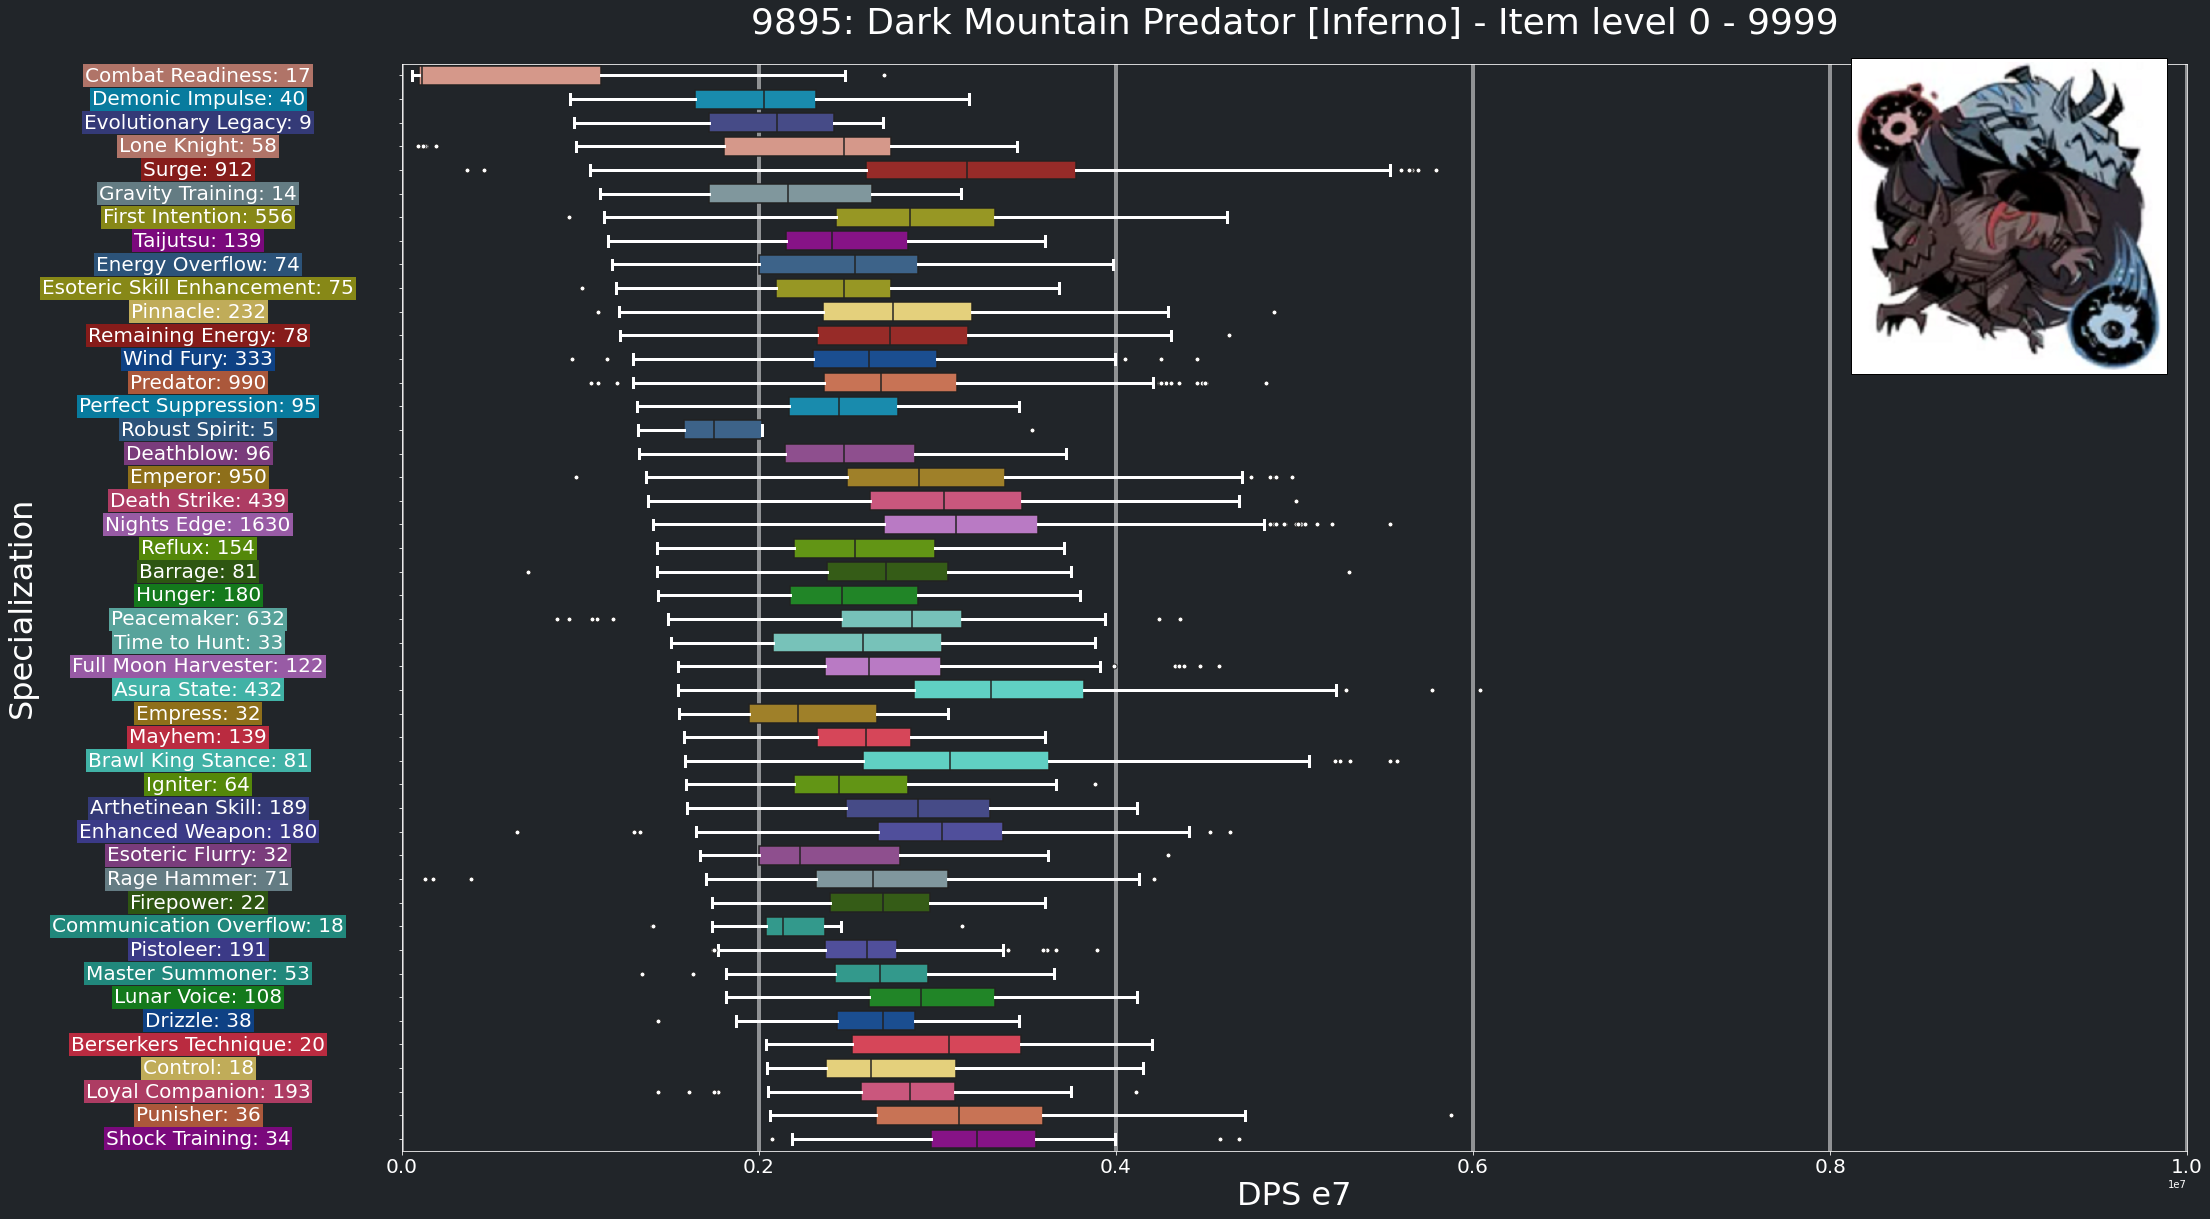 9895: Dark Mountain Predator [Inferno] - Item level 0 - 9999
Combat Readiness: 17
Demonic Impulse: 40
Evolutionary Legacy: 9
Lone Knight: 58
Surge: 912
Gravity Training: 14
First Intention: 556
Taijutsu: 139
Energy Overflow: 74
Esoteric Skill Enhancement: 75
Pinnacle: 232
Remaining Energy: 78
Wind Fury: 333
Predator: 990
Perfect Suppression: 95
Robust Spirit: 5
Deathblow: 96
Emperor: 950
Death Strike: 439
Nights Edge: 1630
Reflux: 154
Barrage: 81
Hunger: 180
Peacemaker: 632
Time to Hunt: 33
Full Moon Harvester: 122
Asura State: 432
Empress: 32
Mayhem: 139
Brawl King Stance: 81
Igniter: 64
Arthetinean Skill: 189
Enhanced Weapon: 180
Esoteric Flurry: 32
Rage Hammer: 71
Firepower: 22
Communication Overflow: 18
Pistoleer: 191
Master Summoner: 53
Lunar Voice: 108
Drizzle: 38
Berserkers Technique: 20
Control: 18
Loyal Companion: 193
Punisher: 36
Shock Training: 34
Specialization
0.0 0.2 0.4 0.6 0.8 1.0
1e7
DPS e7